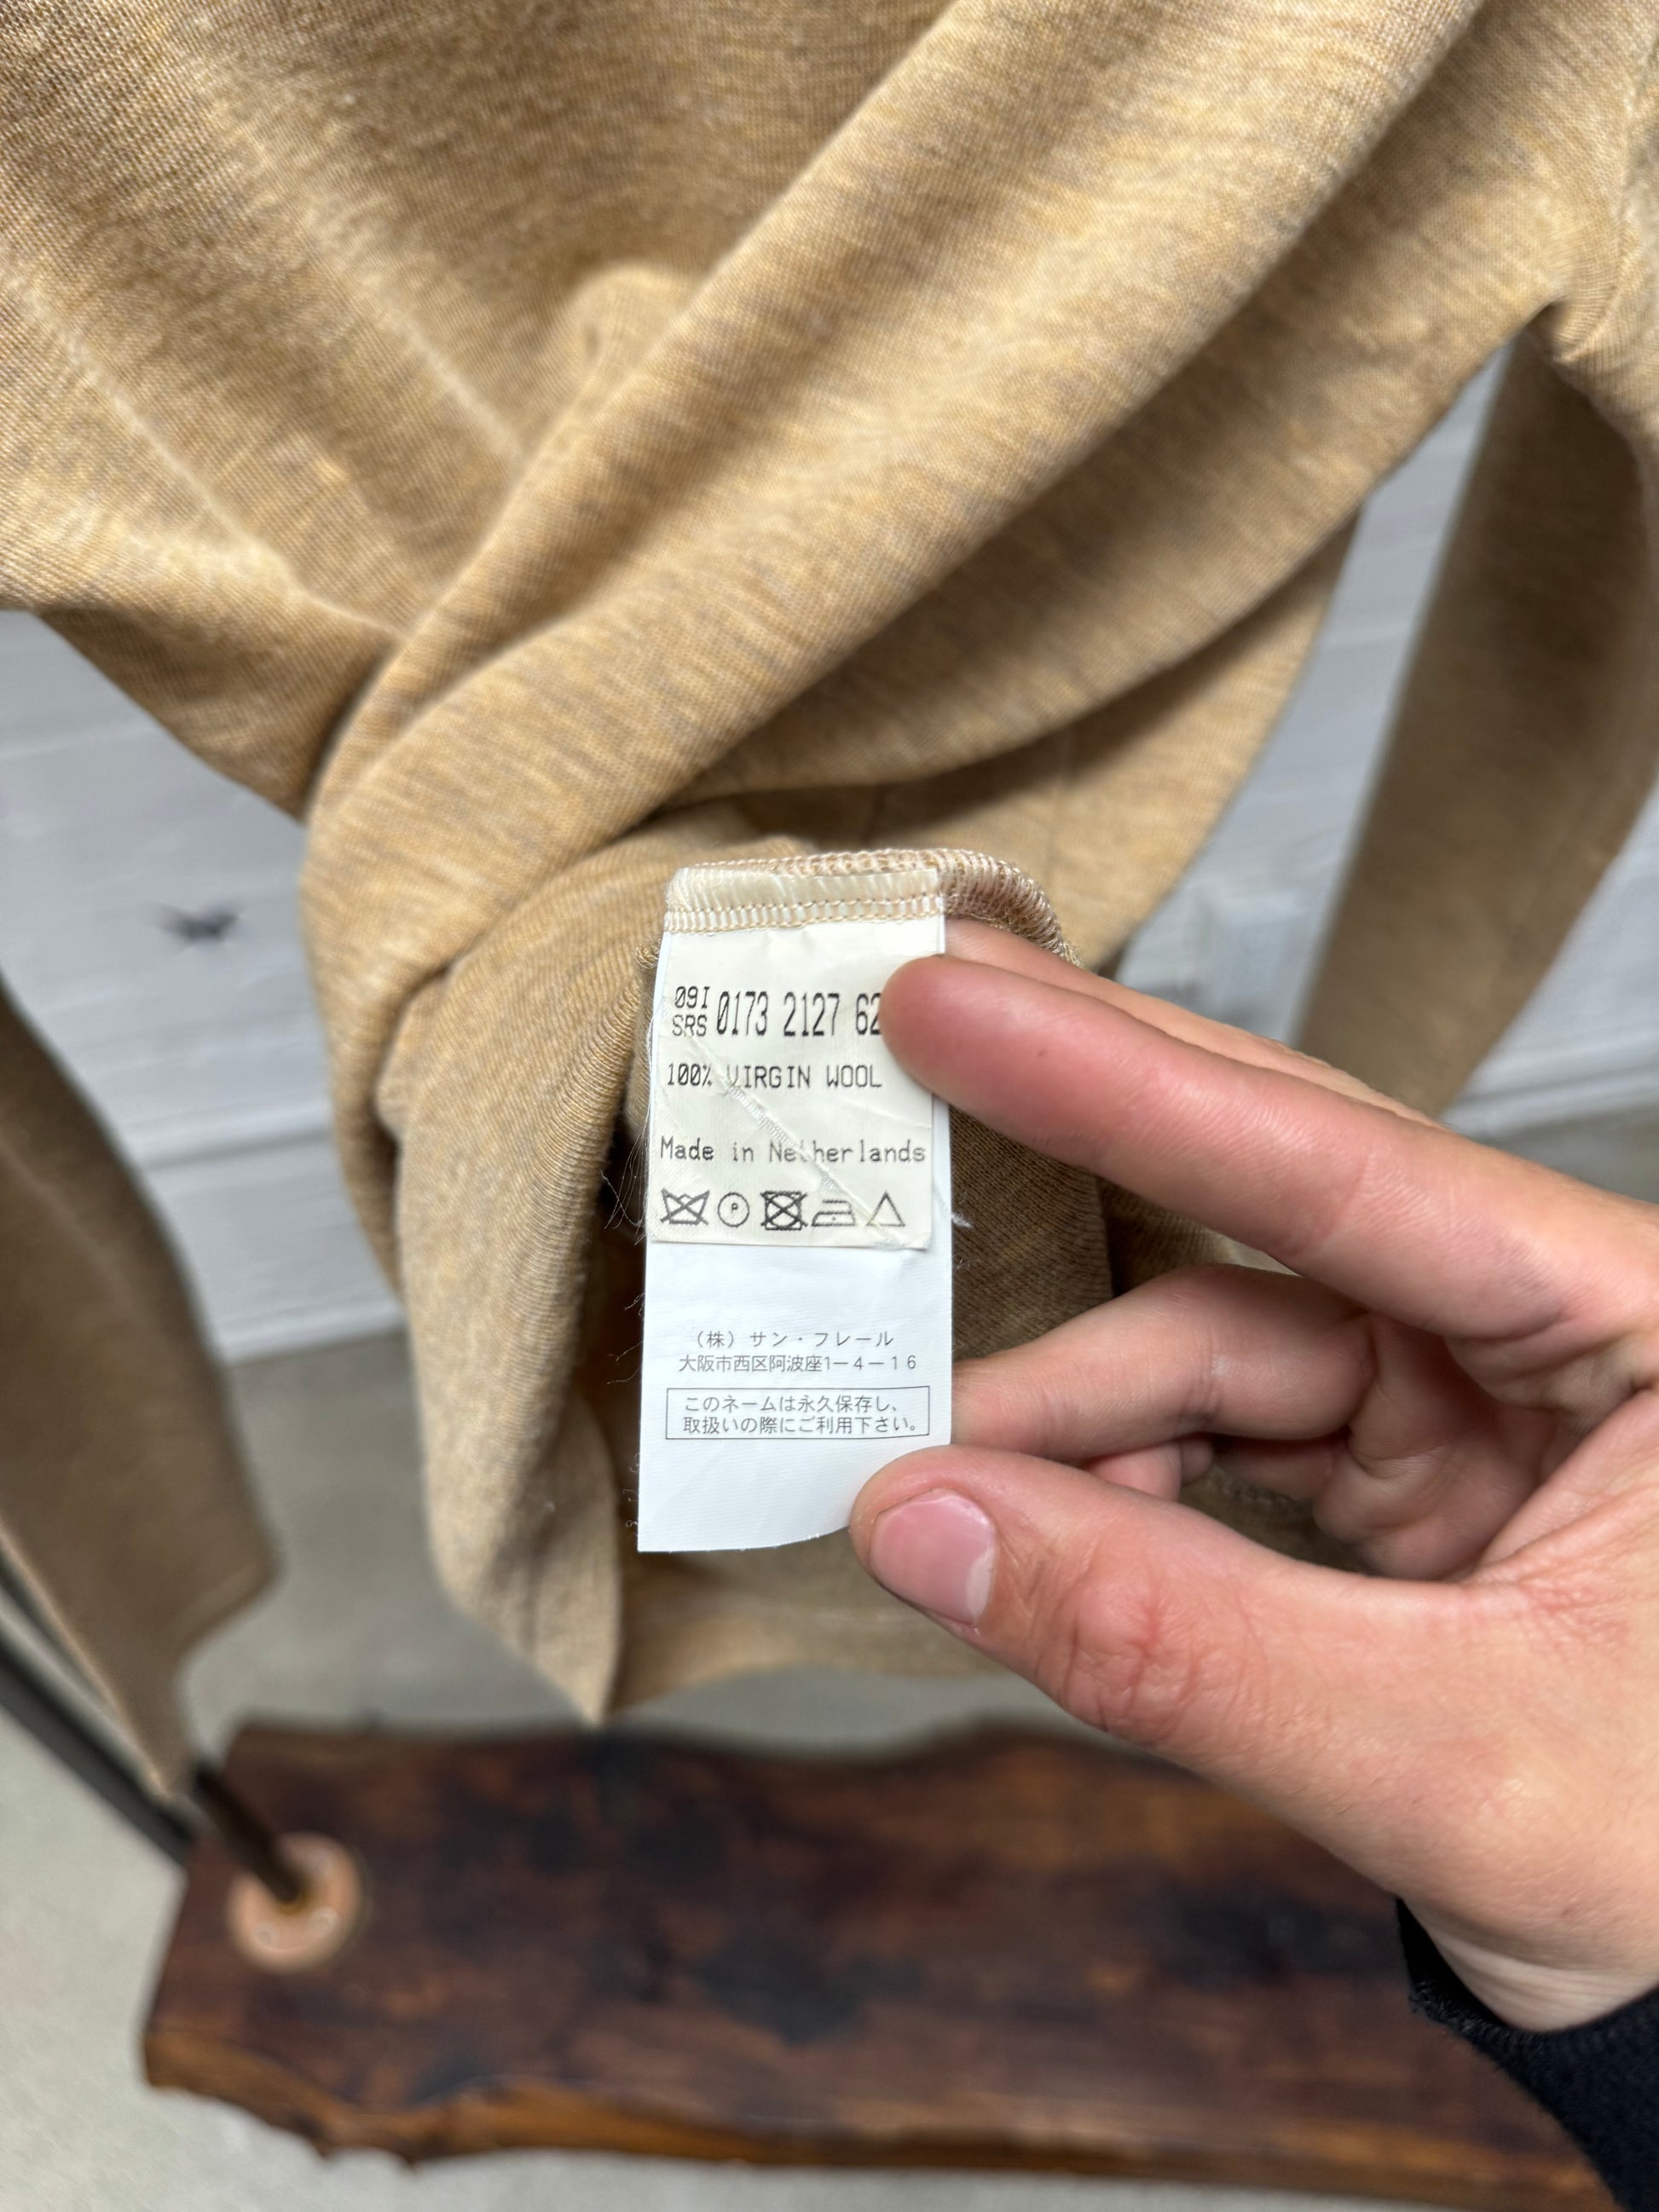 09I
SRS 0173 2127 62
100% VIRGIN WOOL
Made in Netherlands
P
(株) サン・フレール
大阪市西区阿波座1-4-16
このネームは永久保存し、
取扱いの際にご利用下さい。